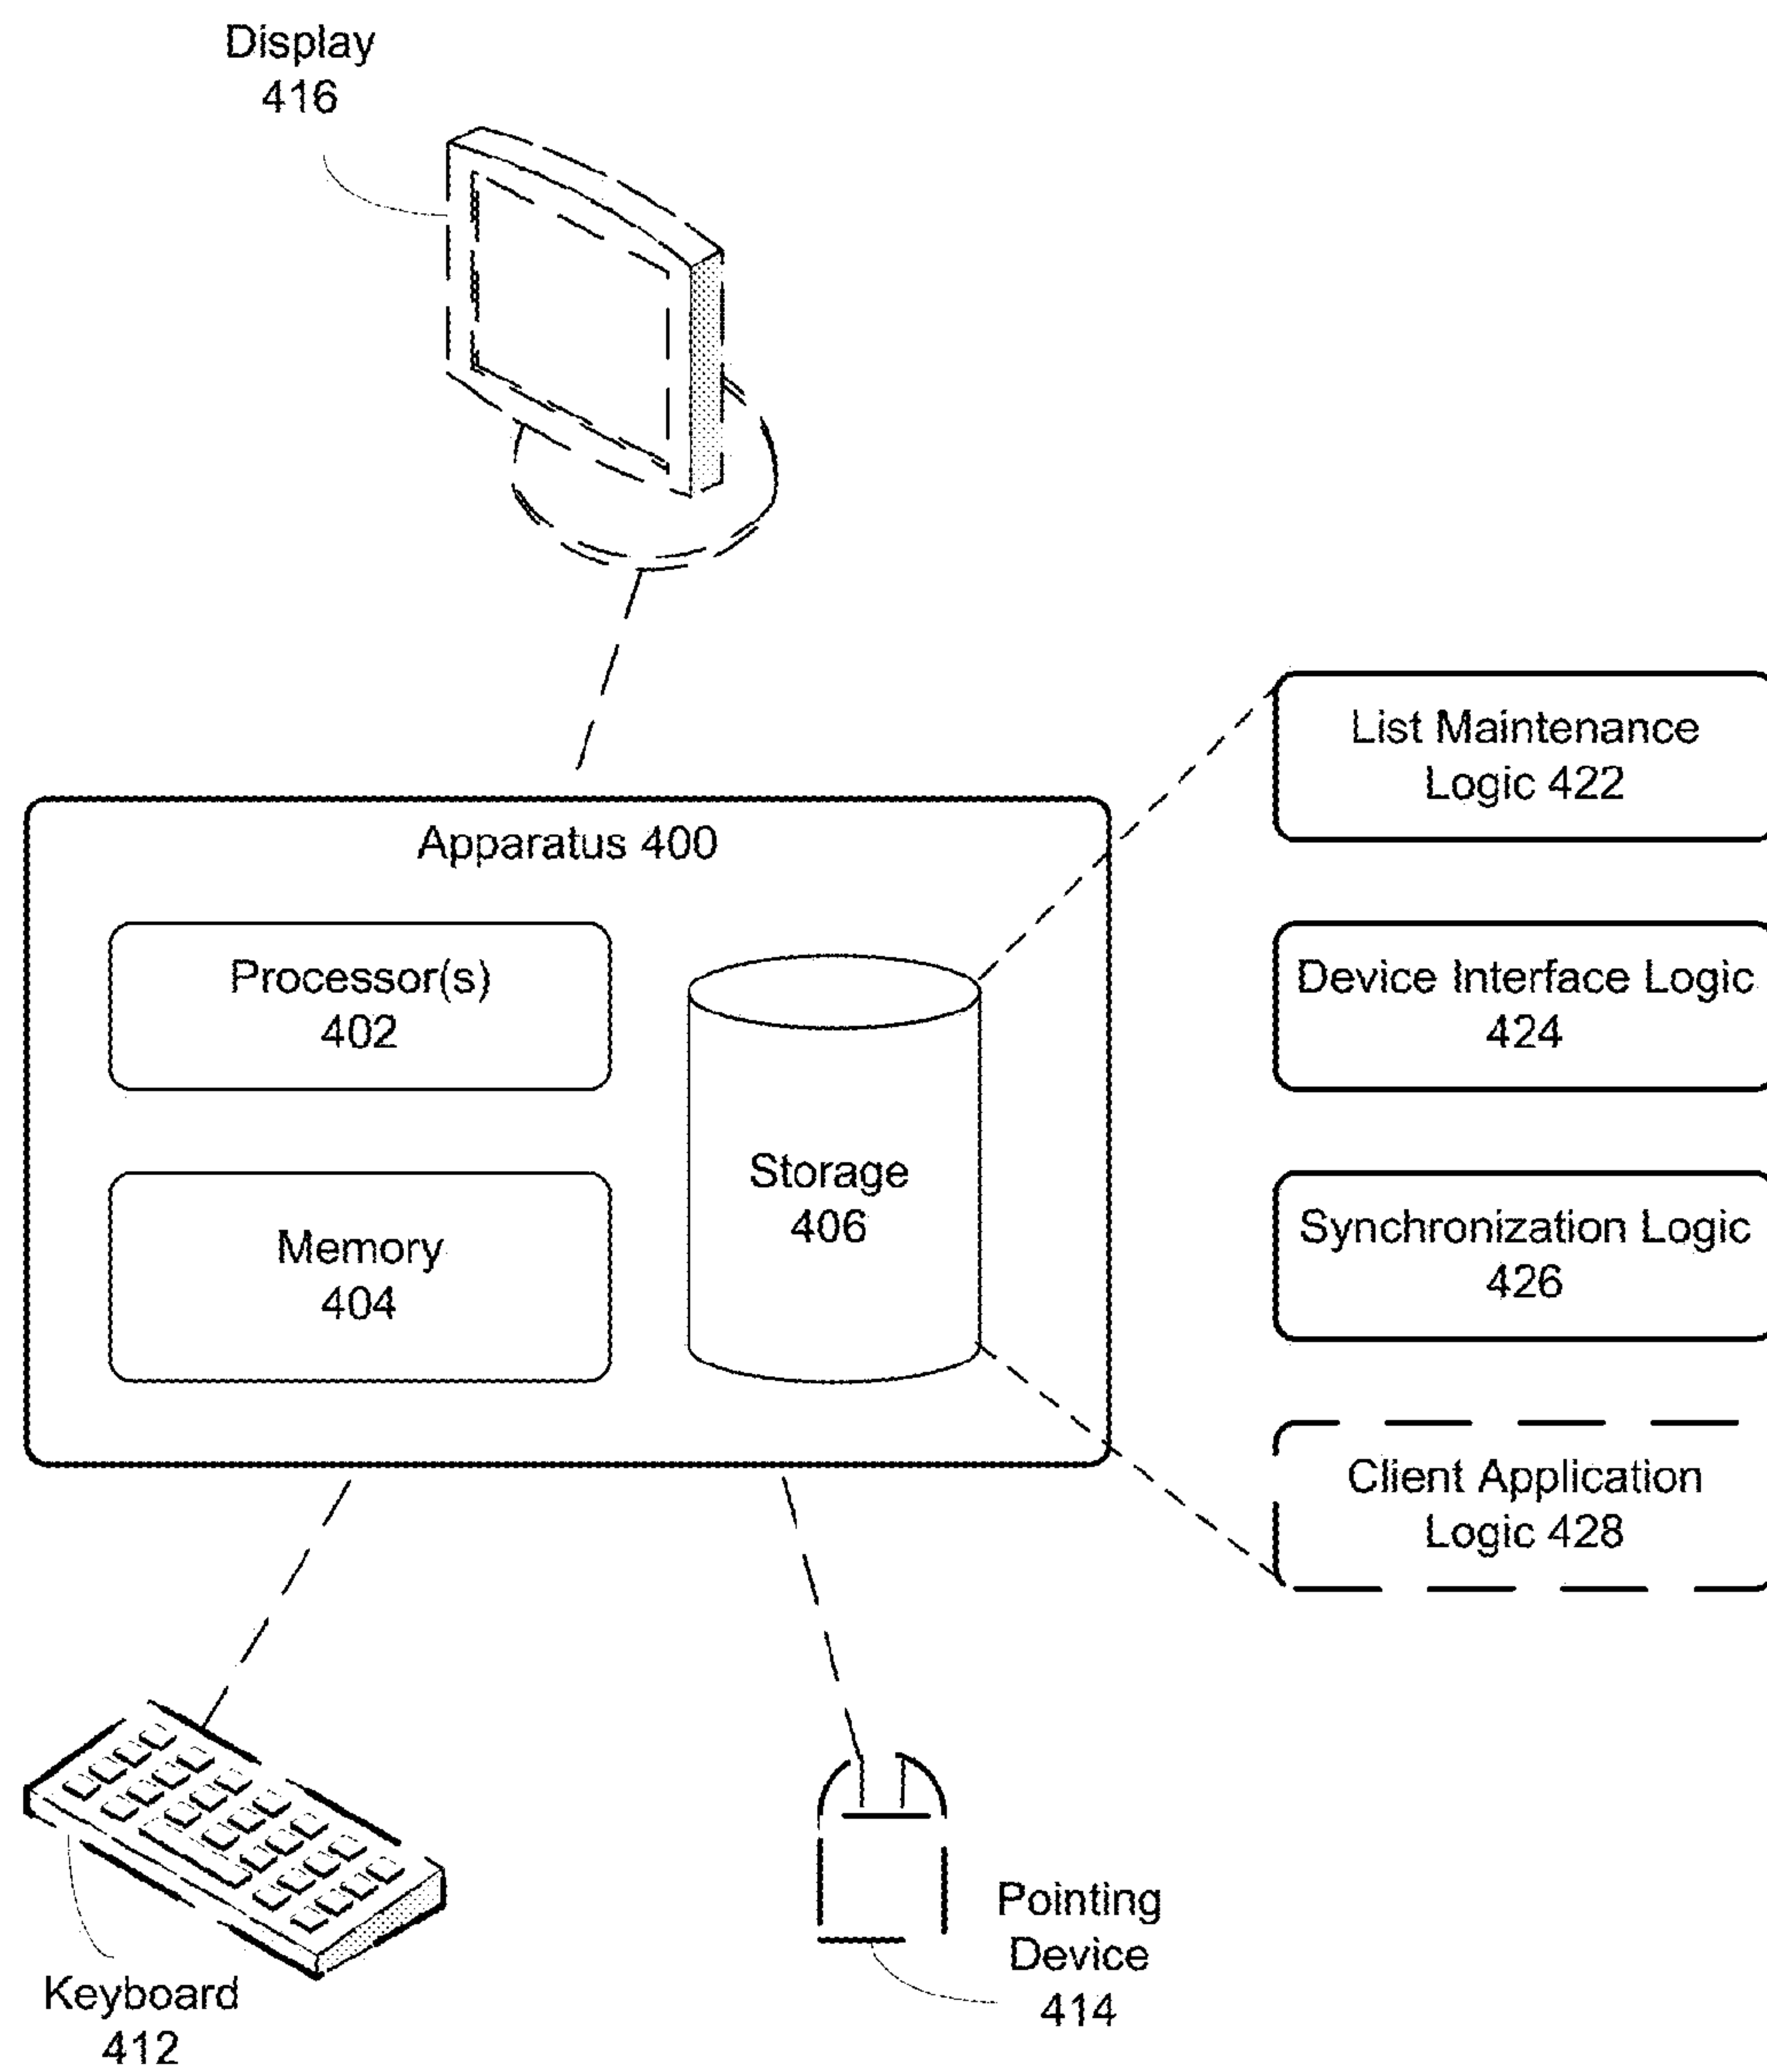 Display
416
List Maintenance
Logic 422
Apparatus 400
Processor(s)
402
Device Interface Logic
424
Storage
406
Memory
404
Synchronization Logic
426
Client Application
Logic 428
Pointing
Device
414
Keyboard
412